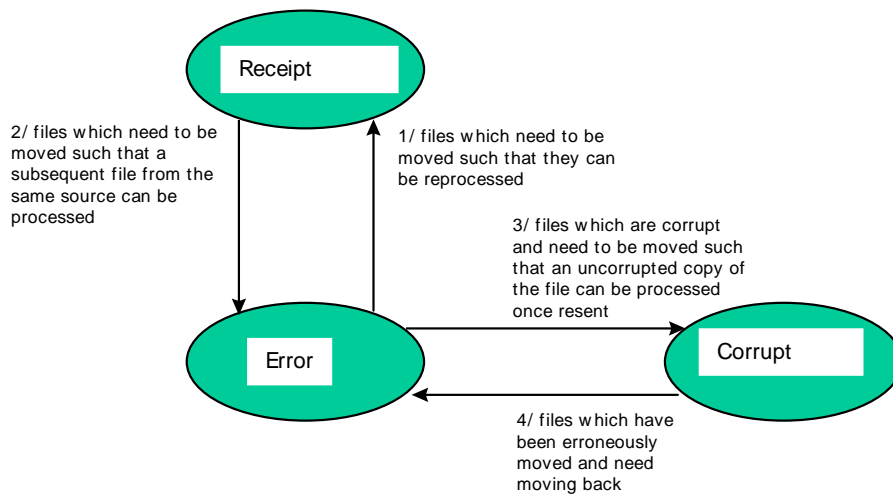 Receipt
2/ files which need to be
moved such that a
subsequent file from the
same source can be
processed
1/ files which need to be
moved such that they can
be reprocessed
3/ files which are corrupt
and need to be moved such
that an uncorrupted copy of
the file can be processed
once resent
Error
Corrupt
4/ files which have
been erroneously
moved and need
moving back